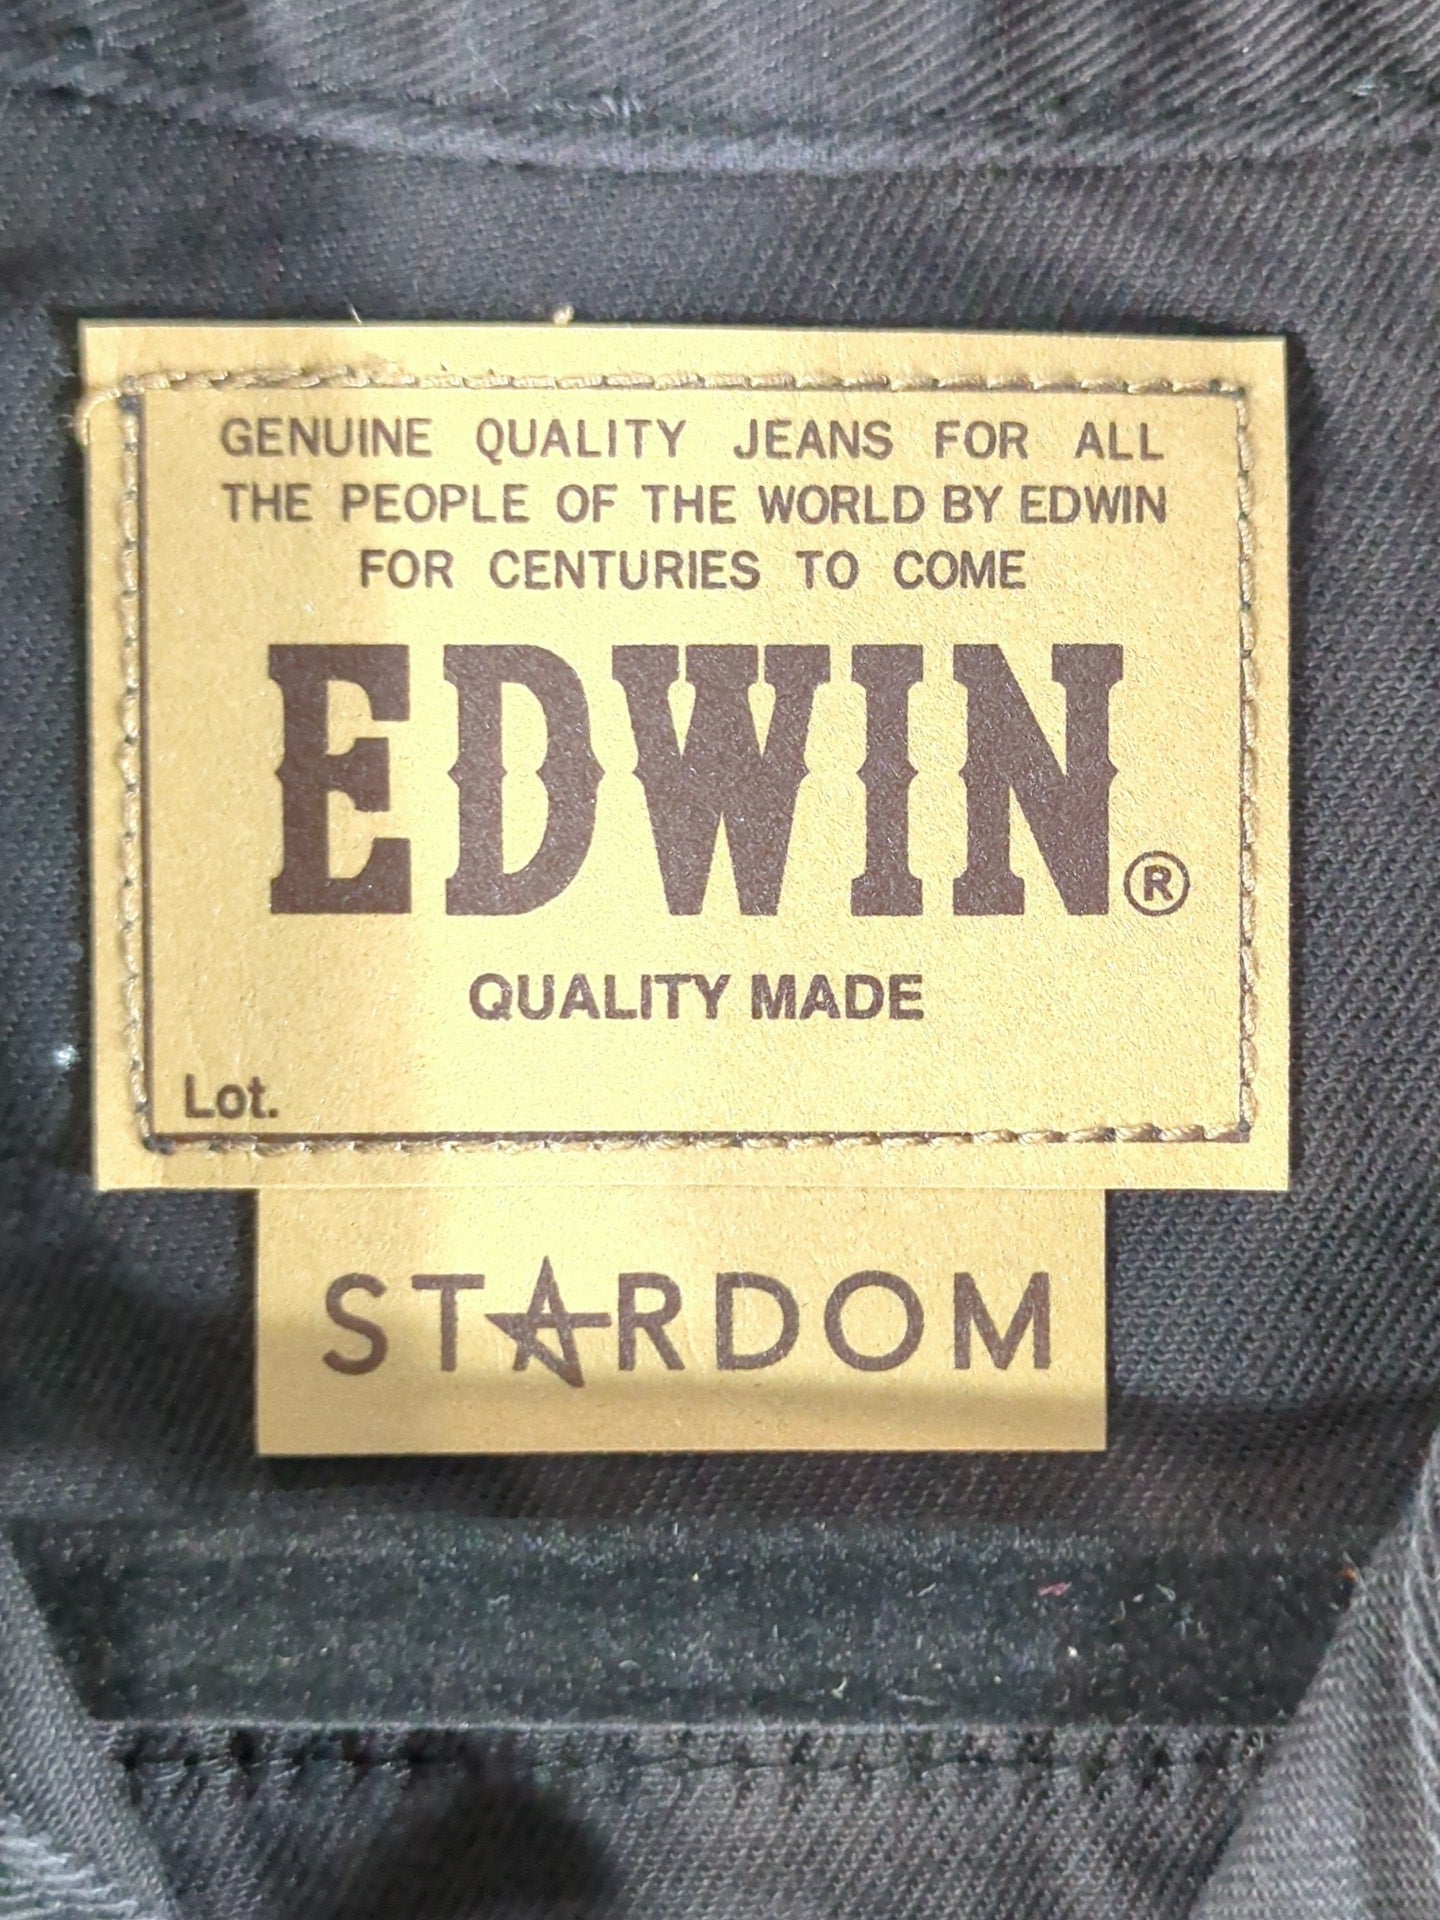 GENUINE QUALITY JEANS FOR ALL
THE PEOPLE OF THE WORLD BY EDWIN
FOR CENTURIES TO COME
EDWIN®
QUALITY MADE
Lot.
STARDOM